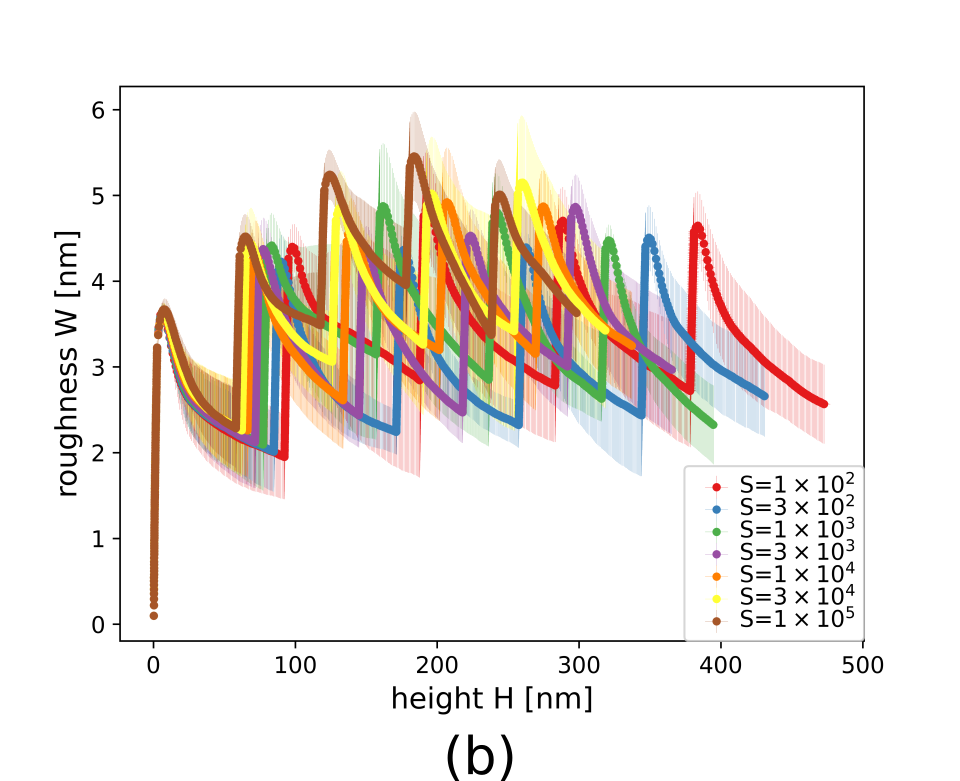 6
5
4
3
2
1
0
roughness W [nm]
S=1 × 10²
S=3 × 10²
S=1 × 10³
S=3 × 10³
S=1 × 10⁴
S=3 × 10⁴
S=1 × 10⁵
0 100 200 300 400 500
height H [nm]
(b)